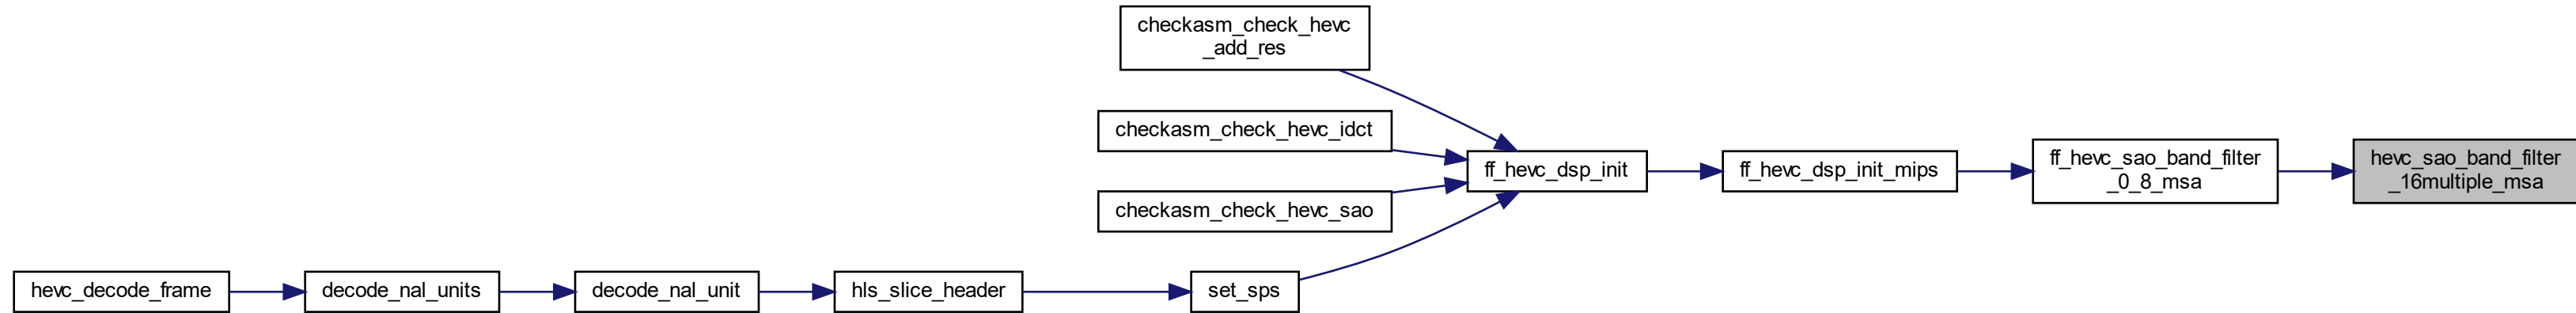 checkasm_check_hevc
_add_res
checkasm_check_hevc_idct
checkasm_check_hevc_sao
ff_hevc_dsp_init
ff_hevc_dsp_init_mips
ff_hevc_sao_band_filter
_0_8_msa
hevc_sao_band_filter
_16multiple_msa
hevc_decode_frame
decode_nal_units
decode_nal_unit
hls_slice_header
set_sps